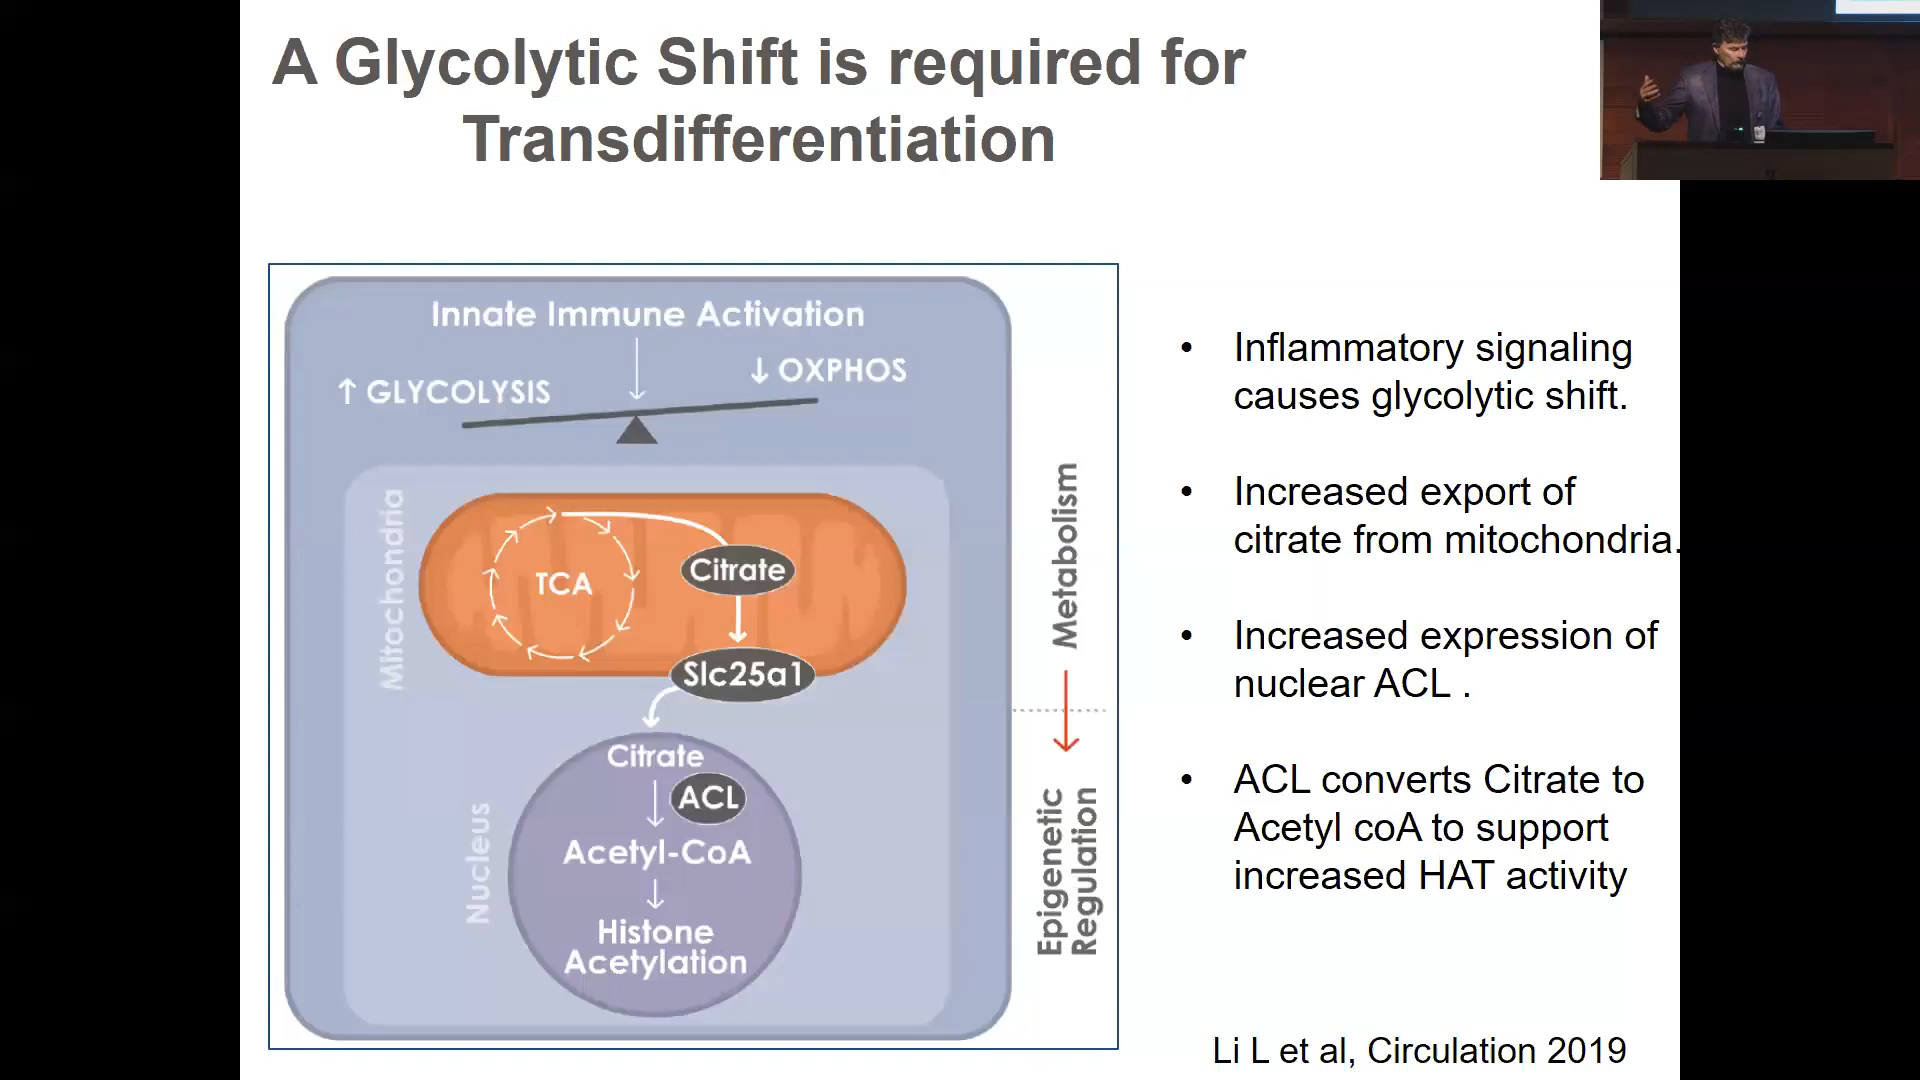 A Glycolytic Shift is required for
Transdifferentiation
Innate Immune Activation
↑ GLYCOLYSIS
↓ OXPHOS
Mitochondria
TCA
Citrate
Slc25a1
Nucleus
Citrate
ACL
Acetyl-CoA
Histone
Acetylation
Metabolism
Epigenetic
Regulation
• Inflammatory signaling
causes glycolytic shift.
• Increased export of
citrate from mitochondria.
• Increased expression of
nuclear ACL .
• ACL converts Citrate to
Acetyl coA to support
increased HAT activity
Li L et al, Circulation 2019